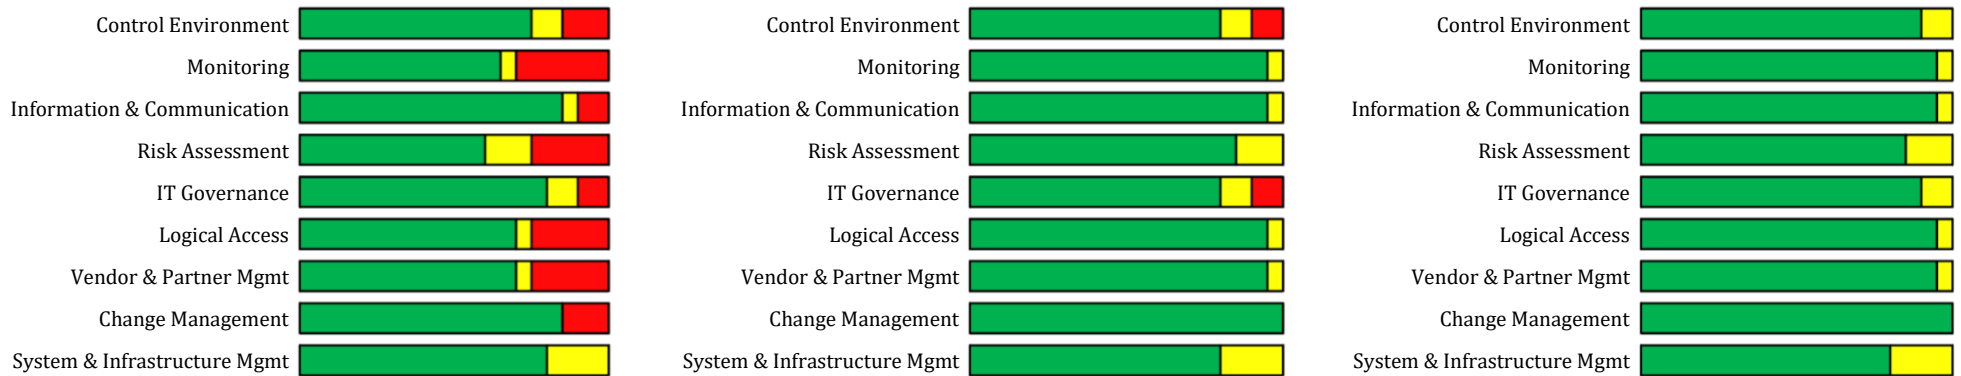 Control Environment
Monitoring
Information & Communication
Risk Assessment
IT Governance
Logical Access
Vendor & Partner Mgmt
Change Management
System & Infrastructure Mgmt
Control Environment
Monitoring
Information & Communication
Risk Assessment
IT Governance
Logical Access
Vendor & Partner Mgmt
Change Management
System & Infrastructure Mgmt
Control Environment
Monitoring
Information & Communication
Risk Assessment
IT Governance
Logical Access
Vendor & Partner Mgmt
Change Management
System & Infrastructure Mgmt